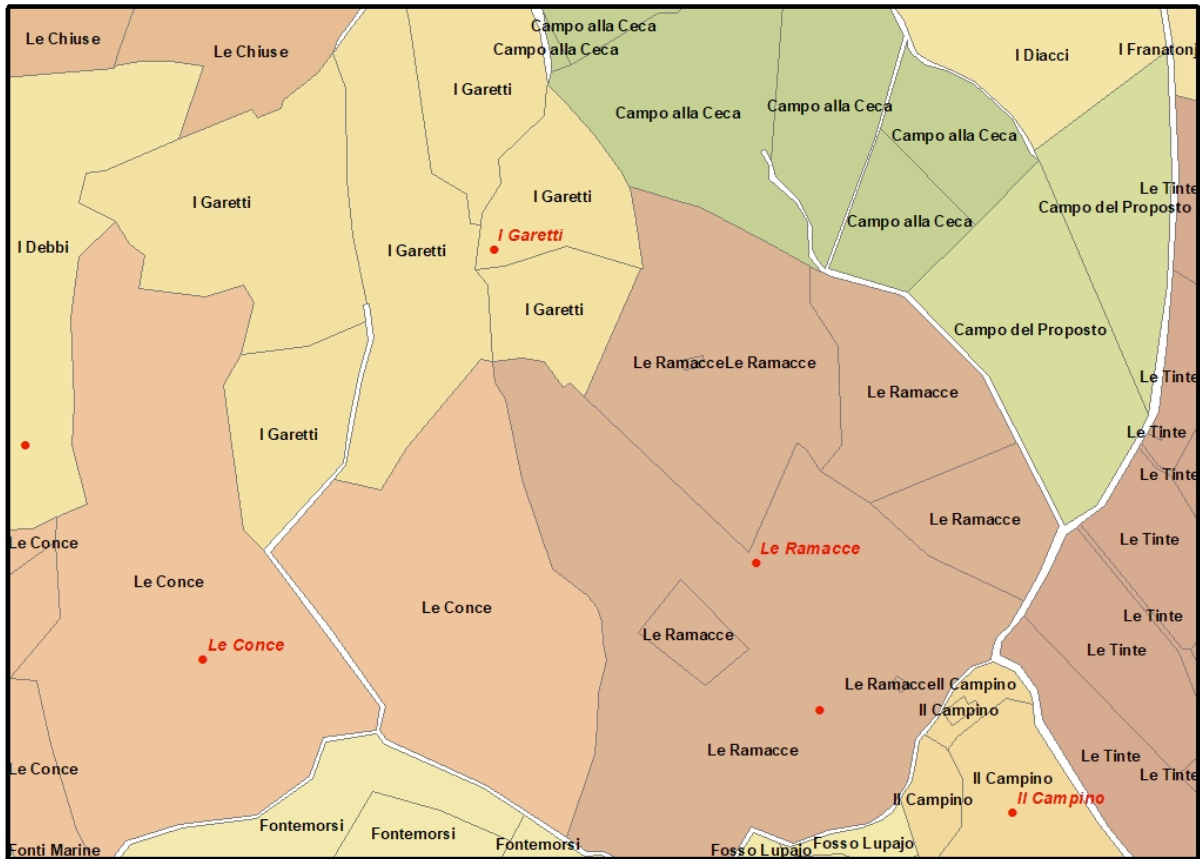 Campo alla Ceca
Le Chiuse
Le Chiuse
Campo alla Ceca
I Franatonj
I Diacci
I Garetti
Campo alla Ceca
Campo alla Ceca
Campo alla Ceca
Le Tinte
I Garetti
I Garetti
Campo del Proposto
Campo alla Ceca
I Garetti
I Debbi
I Garetti
I Garetti
Campo del Proposto
Le Ramacce
Le Ramacce
Le Tinte
Le Ramacce
Le Tinte
I Garetti
Le Tinte
Le Ramacce
Le Tinte
Le Conce
Le Ramacce
Le Conce
Le Conce
Le Tinte
Le Ramacce
Le Conce
Le Tinte
Le Ramacce
Il Campino
Il Campino
Le Ramacce
Le Tinte
Le Conce
Le Tinte
Il Campino
Il Campino
Il Campino
Fontemorsi
Fontemorsi
Fontemorsi
Fosso Lupajo
Fosso Lupajo
Fonti Marine